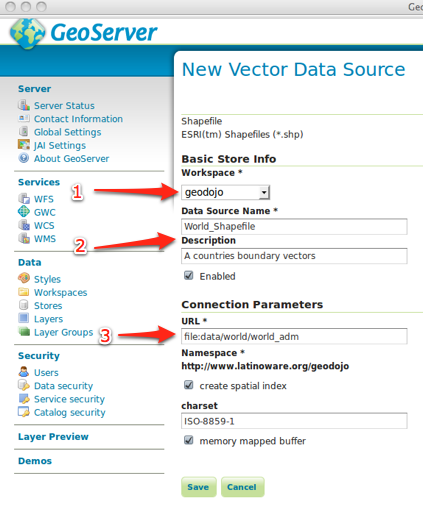 Geo
GeoServer
New Vector Data Source
Server
Server Status
Contact Information
Global Settings
JAI Settings
About GeoServer
Services
WFS
GWC
WCS
WMS
Data
Styles
Workspaces
Stores
Layers
Layer Groups
Security
Users
Data security
Service security
Catalog security
Layer Preview
Demos
Shapefile
ESRI(tm) Shapefiles (*.shp)
Basic Store Info
1
Workspace *
geodojo
Data Source Name *
World_Shapefile
2
Description
A countries boundary vectors
Enabled
Connection Parameters
3
URL *
file:data/world/world_adm
Namespace *
http://www.latinoware.org/geodojo
create spatial index
charset
ISO-8859-1
memory mapped buffer
Save Cancel